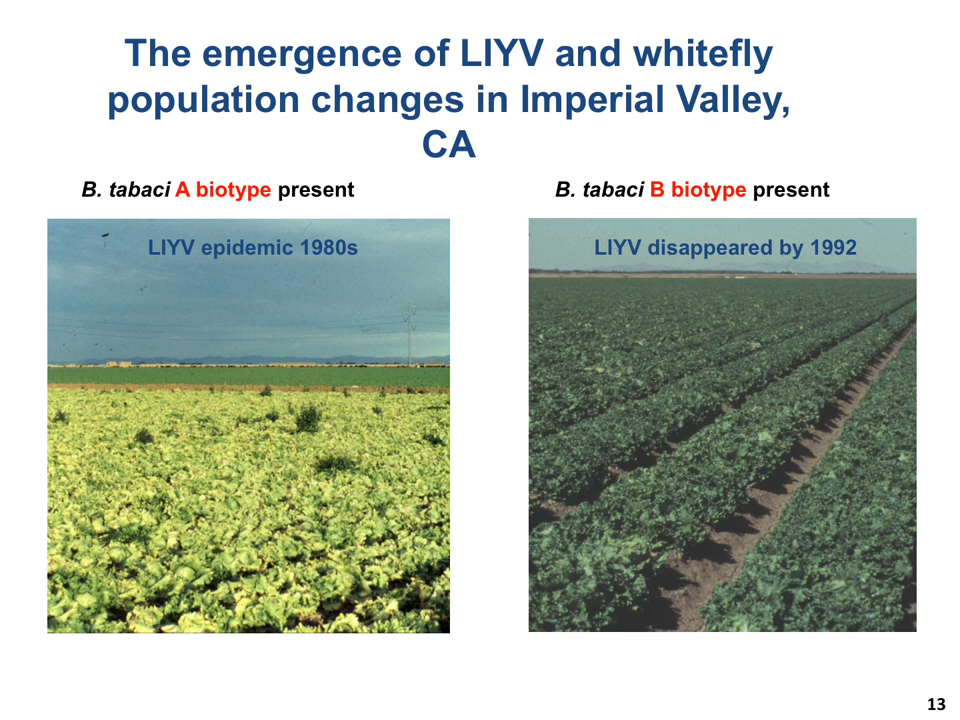 The emergence of LIYV and whitefly
population changes in Imperial Valley,
CA
B. tabaci A biotype present
B. tabaci B biotype present
LIYV epidemic 1980s
LIYV disappeared by 1992
13